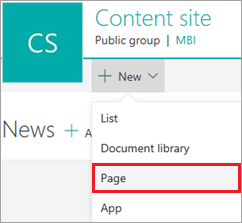 CS
Content site
Public group | MBI
+ New
News + A
List
Document library
Page
App